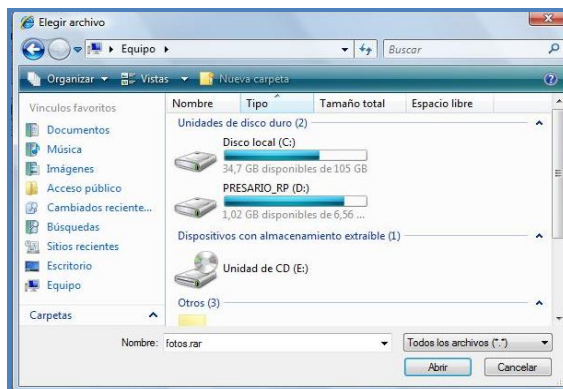 Elegir archivo
Equipo
Buscar
Organizar Vistas Nueva carpeta
Vínculos favoritos
Documentos
Música
Imágenes
Acceso público
Cambiados reciente...
Búsquedas
Sitios recientes
Escritorio
Equipo
Carpetas
Nombre Tipo Tamaño total Espacio libre
Unidades de disco duro (2)
Disco local (C:)
34,7 GB disponibles de 105 GB
PRESARIO_RP (D:)
1,02 GB disponibles de 6,56 ...
Dispositivos con almacenamiento extraíble (1)
Unidad de CD (E:)
Otros (3)
Nombre: fotos.rar Todos los archivos (*.*)
Abrir Cancelar